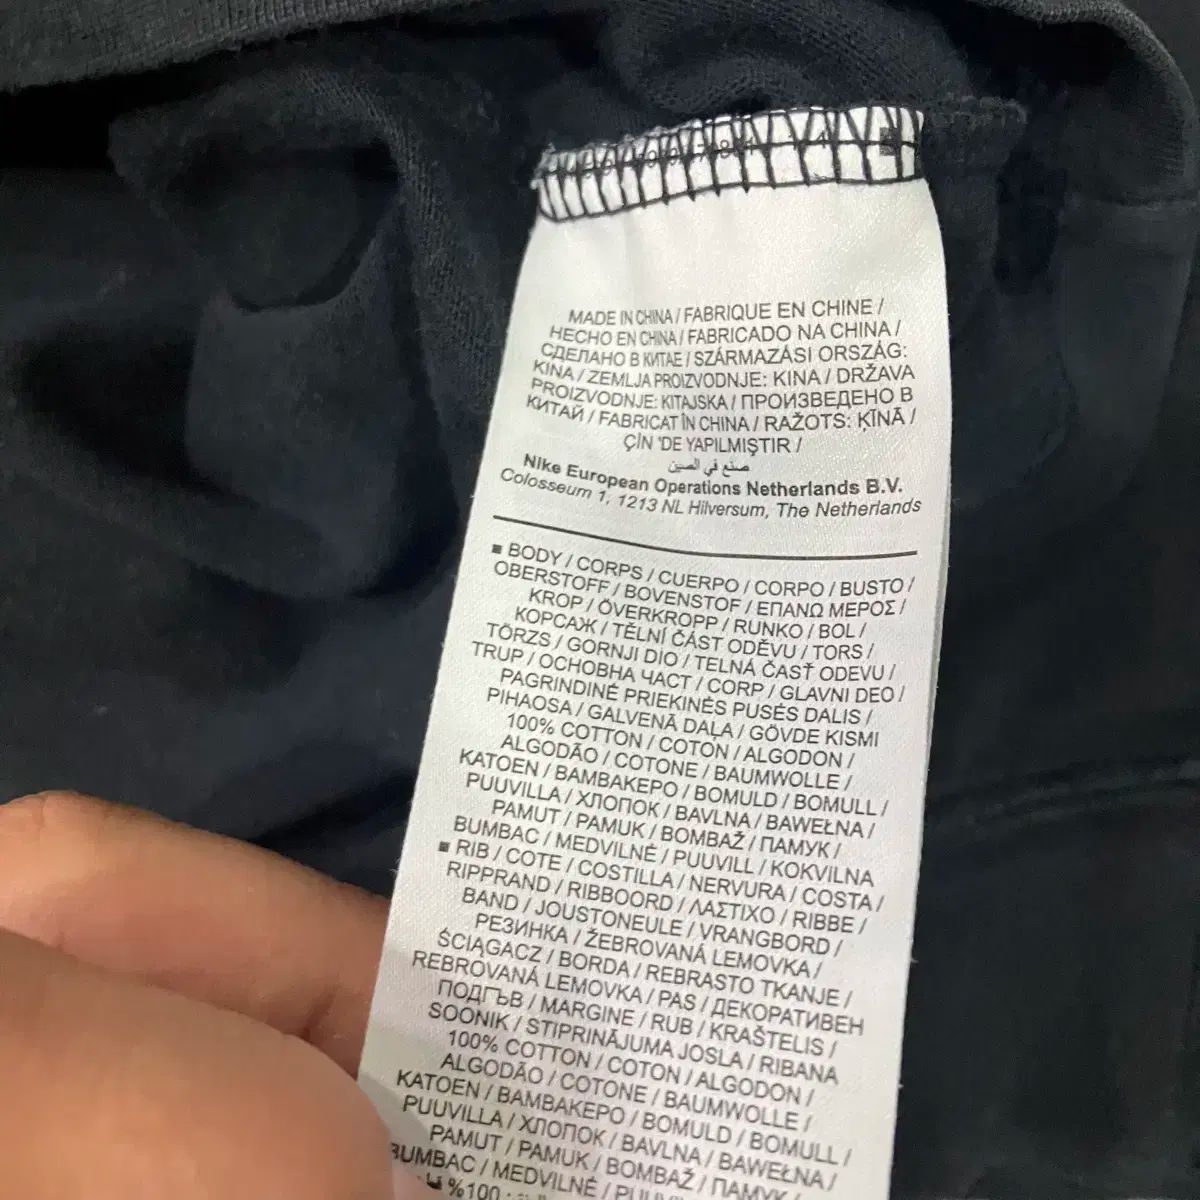 MADE IN CHINA / FABRIQUE EN CHINE /
HECHO EN CHINA / FABRICADO NA CHINA /
СДЕЛАНО В КИТАЕ / SZÁRMAZÁSI ORSZÁG:
KÍNA / ZEMLJA PROIZVODNJE: KINA / DRŽAVA
PROIZVODNJE: KITAJSKA / ПРОИЗВЕДЕНО В
КИТАЙ / FABRICAT ÎN CHINA / RAŽOTS: ĶĪNĀ /
ÇİN 'DE YAPILMIŞTIR /
صنع في الصين
Nike European Operations Netherlands B.V.
Colosseum 1, 1213 NL Hilversum, The Netherlands
■ BODY / CORPS / CUERPO / CORPO / BUSTO /
OBERSTOFF / BOVENSTOF / ΕΠΑΝΩ ΜΕΡΟΣ /
KROP / ÖVERKROPP / RUNKO / BOL /
КОРСАЖ / TĚLNÍ ČÁST ODĚVU / TORS /
TÖRZS / GORNJI DIO / TELNÁ ČASŤ ODEVU /
TRUP / ОСНОВНА ЧАСТ / CORP / GLAVNI DEO /
PAGRINDINĖ PRIEKINĖS PUSĖS DALIS /
PIHAOSA / GALVENĀ DAĻA / GÖVDE KISMI
100% COTTON / COTON / ALGODON /
ALGODÃO / COTONE / BAUMWOLLE /
KATOEN / ΒΑΜΒΑΚΕΡΟ / BOMULD / BOMULL /
PUUVILLA / ХЛОПОК / BAVLNA / BAWEŁNA /
PAMUT / PAMUK / BOMBAŽ / ПАМУК /
BUMBAC / MEDVILNĖ / PUUVILL / KOKVILNA
■ RIB / COTE / COSTILLA / NERVURA / COSTA /
RIPPRAND / RIBBOORD / ΛΑΣΤΙΧΟ / RIBBE /
BAND / JOUSTONEULE / VRANGBORD /
РЕЗИНКА / ŽEBROVANÁ LEMOVKA /
ŚCIĄGACZ / BORDA / REBRASTO TKANJE /
REBROVANÁ LEMOVKA / PAS / ДЕКОРАТИВЕН
ПОДГЪВ / MARGINE / RUB / KRAŠTELIS /
SOONIK / STIPRINĀJUMA JOSLA / RIBANA
100% COTTON / COTON / ALGODON /
ALGODÃO / COTONE / BAUMWOLLE /
KATOEN / ΒΑΜΒΑΚΕΡΟ / BOMULD / BOMULL /
PUUVILLA / ХЛОПОК / BAVLNA / BAWEŁNA /
PAMUT / PAMUK / BOMBAŽ / ПАМУК /
BUMBAC / MEDVILNĖ /
%100